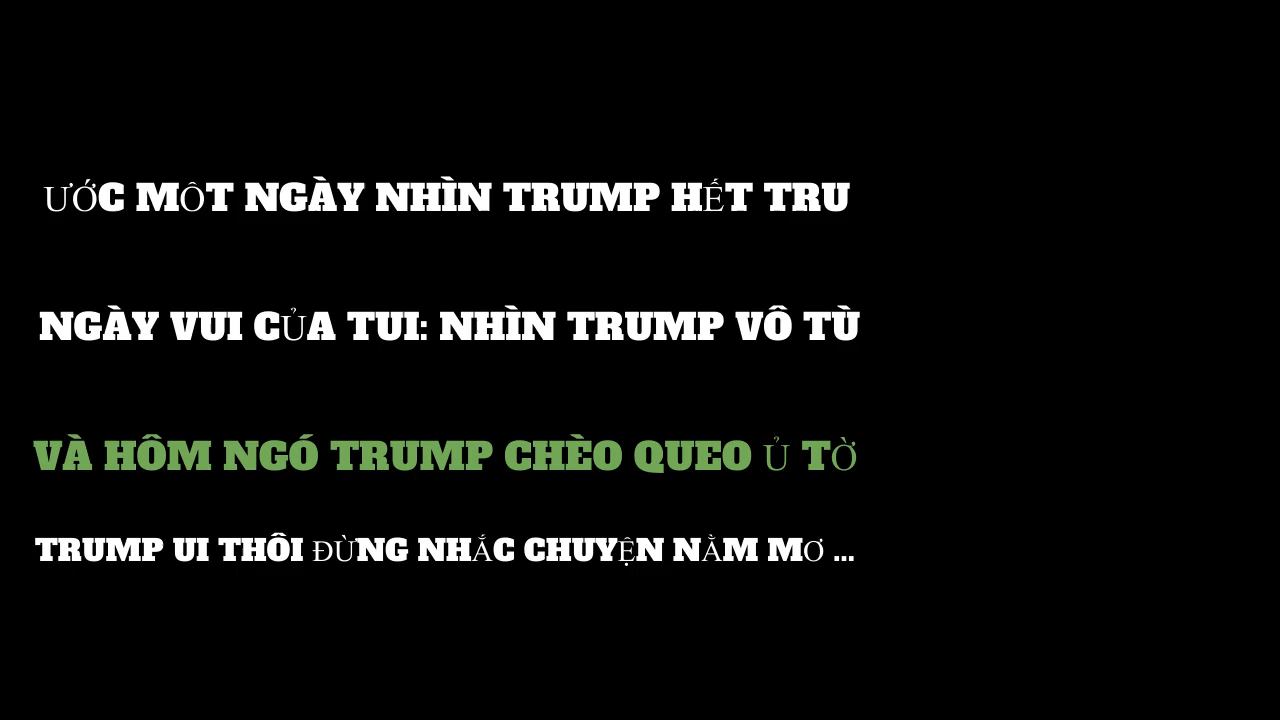 ƯỚC MÔT NGÀY NHÌN TRUMP HẾT TRU
NGÀY VUI CỦA TUI: NHÌN TRUMP VÔ TÙ
VÀ HÔM NGÓ TRUMP CHÈO QUEO Ủ TỜ
TRUMP UI THÔI ĐỪNG NHẮC CHUYỆN NẰM MƠ ...